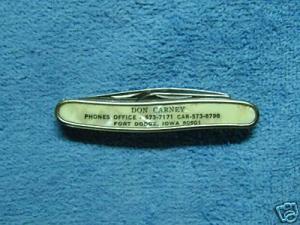 DON CARNEY
PHONES OFFICE - 573-7171 CAR-573-8798
FORT DODGE, IOWA 50501